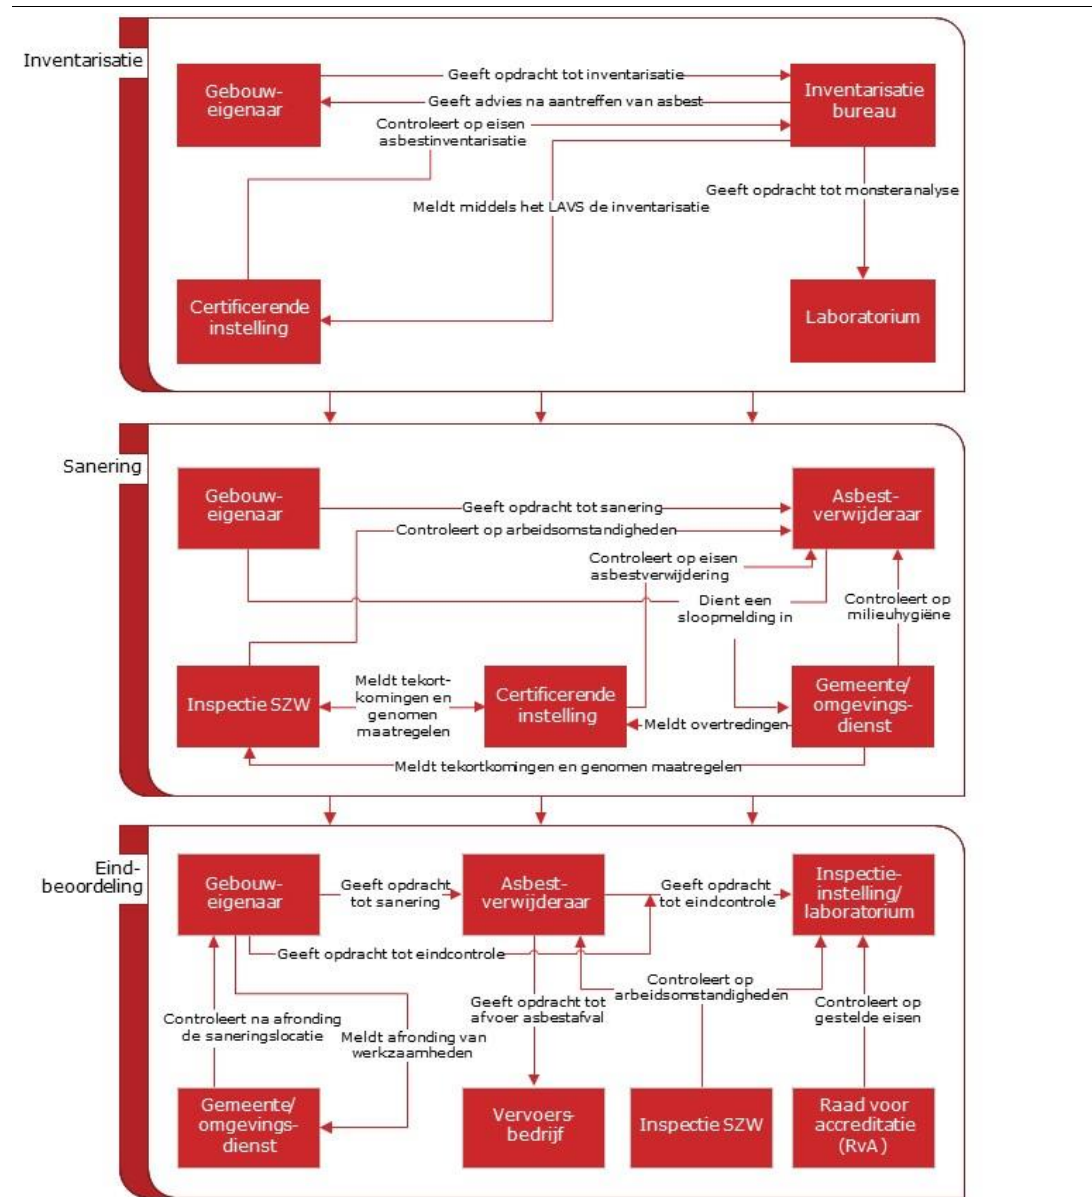 Inventarisatie
Gebouw-
eigenaar
Geeft opdracht tot inventarisatie
Geeft advies na aantreffen van asbest
Controleert op eisen
asbestinventarisatie
Inventarisatie
bureau
Geeft opdracht tot monsteranalyse
Meldt middels het LAVS de inventarisatie
Certificerende
instelling
Laboratorium
Sanering
Gebouw-
eigenaar
Geeft opdracht tot sanering
Controleert op arbeidsomstandigheden
Asbest-
verwijderaar
Controleert op eisen
asbestverwijdering
Dient een
sloopmelding in
Controleert op
milieuhygiëne
Inspectie SZW
Meldt tekort-
komingen en
genomen
maatregelen
Certificerende
instelling
Meldt overtredingen
Gemeente/
omgevings-
dienst
Meldt tekortkomingen en genomen maatregelen
Eind-
beoordeling
Gebouw-
eigenaar
Geeft opdracht
tot sanering
Asbest-
verwijderaar
Geeft opdracht
tot eindcontrole
Inspectie-
instelling/
laboratorium
Geeft opdracht tot eindcontrole
Controleert na afronding
de saneringslocatie
Meldt afronding van
werkzaamheden
Geeft opdracht tot
afvoer asbestafval
Controleert op
arbeidsomstandigheden
Controleert op
gestelde eisen
Gemeente/
omgevings-
dienst
Vervoers-
bedrijf
Inspectie SZW
Raad voor
accreditatie
(RvA)